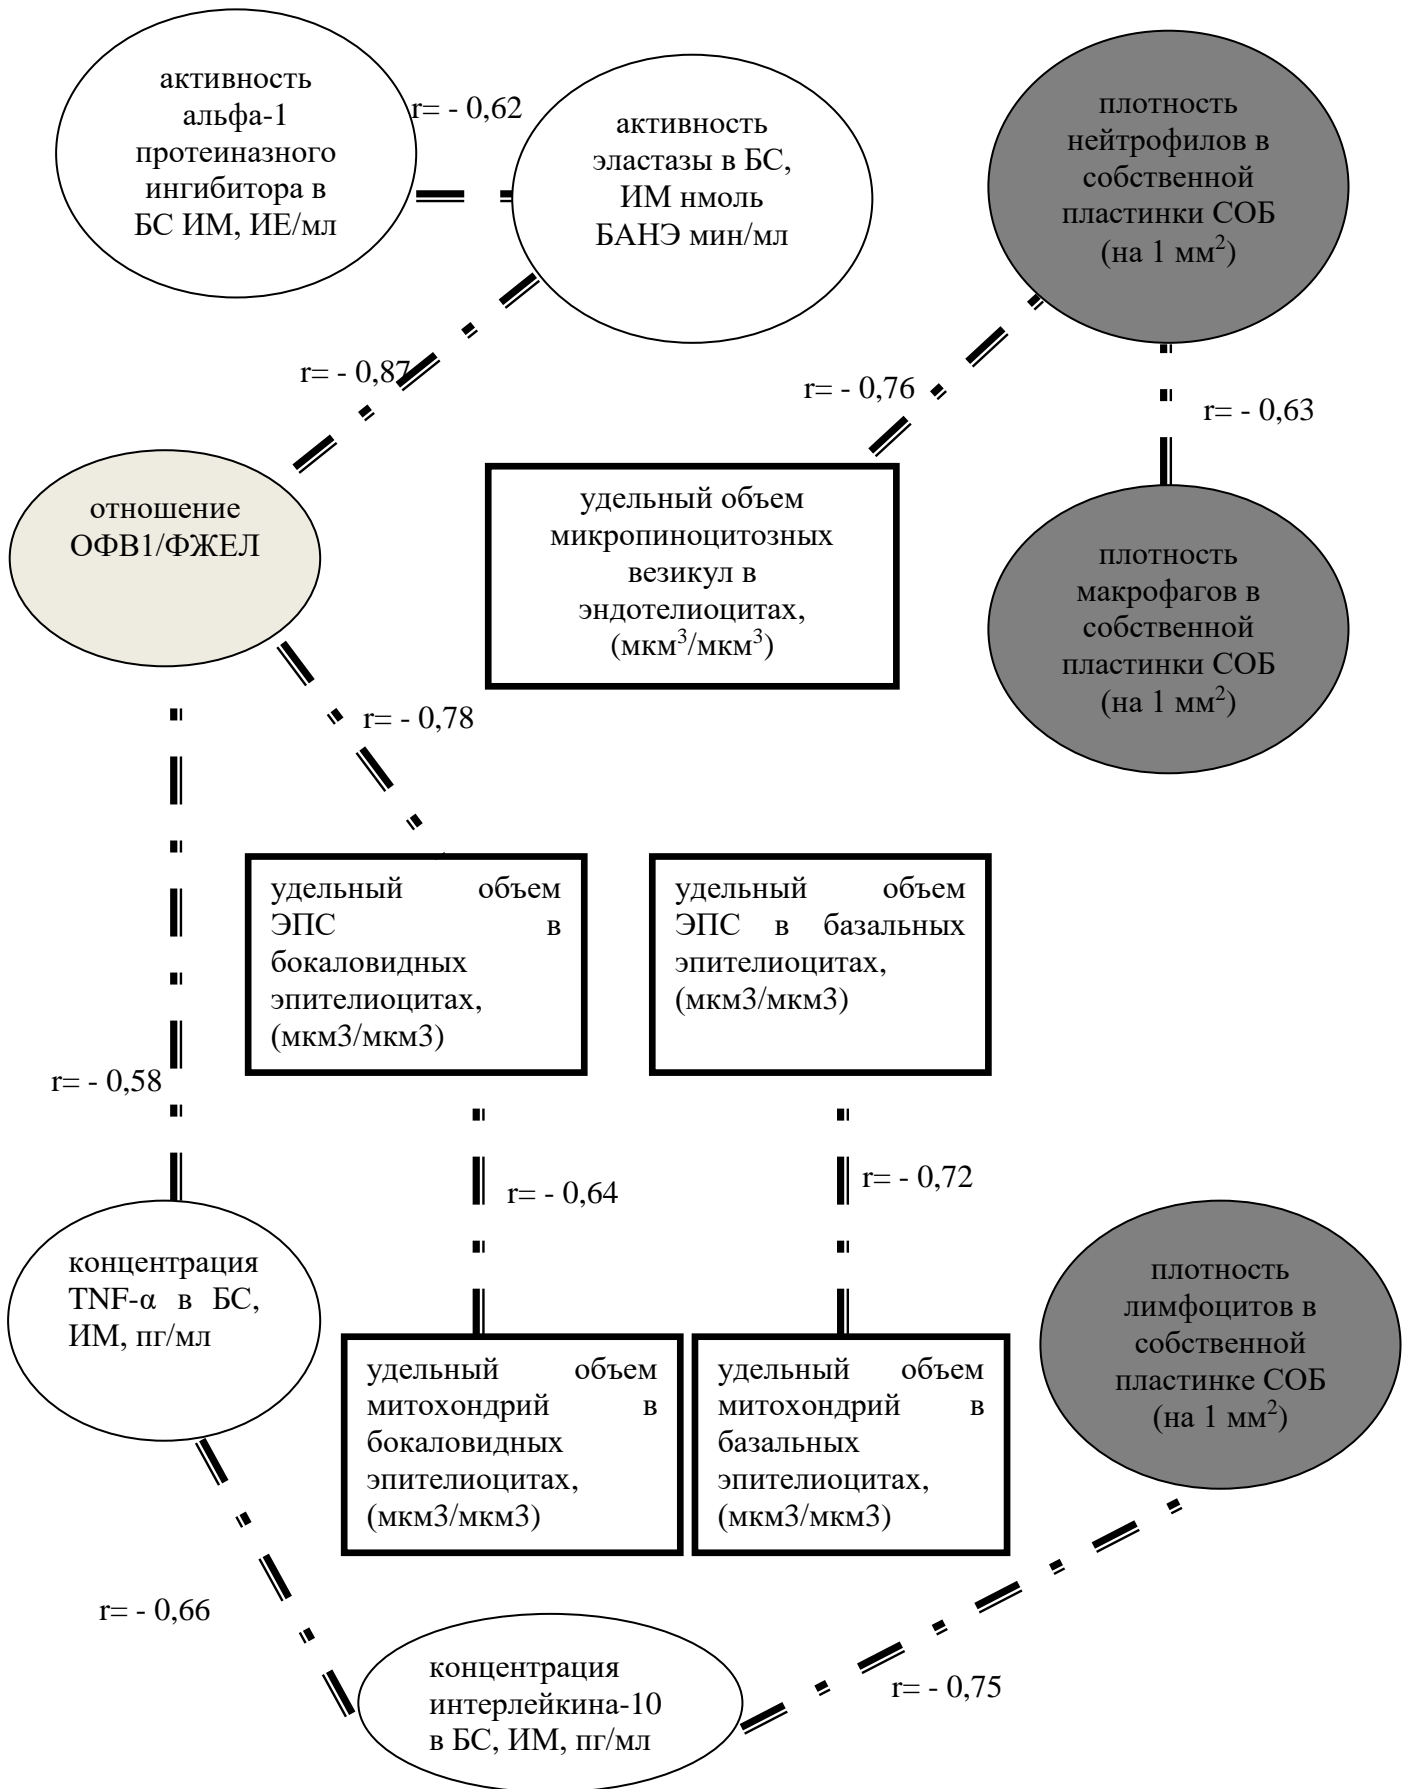 активность
альфа-1
протеиназного
ингибитора в
БС ИМ, ИЕ/мл
r= - 0,62
активность
эластазы в БС,
ИМ нмоль
БАНЭ мин/мл
плотность
нейтрофилов в
собственной
пластинки СОБ
(на 1 мм²)
r= - 0,87
r= - 0,76
r= - 0,63
отношение
ОФВ1/ФЖЕЛ
удельный объем
микропиноцитозных
везикул в
эндотелиоцитах,
(мкм³/мкм³)
плотность
макрофагов в
собственной
пластинки СОБ
(на 1 мм²)
r= - 0,78
удельный объем
ЭПС в
бокаловидных
эпителиоцитах,
(мкм3/мкм3)
удельный объем
ЭПС в базальных
эпителиоцитах,
(мкм3/мкм3)
r= - 0,58
r= - 0,64
r= - 0,72
концентрация
TNF-α в БС,
ИМ, пг/мл
удельный объем
митохондрий в
бокаловидных
эпителиоцитах,
(мкм3/мкм3)
удельный объем
митохондрий в
базальных
эпителиоцитах,
(мкм3/мкм3)
плотность
лимфоцитов в
собственной
пластинке СОБ
(на 1 мм²)
r= - 0,66
концентрация
интерлейкина-10
в БС, ИМ, пг/мл
r= - 0,75